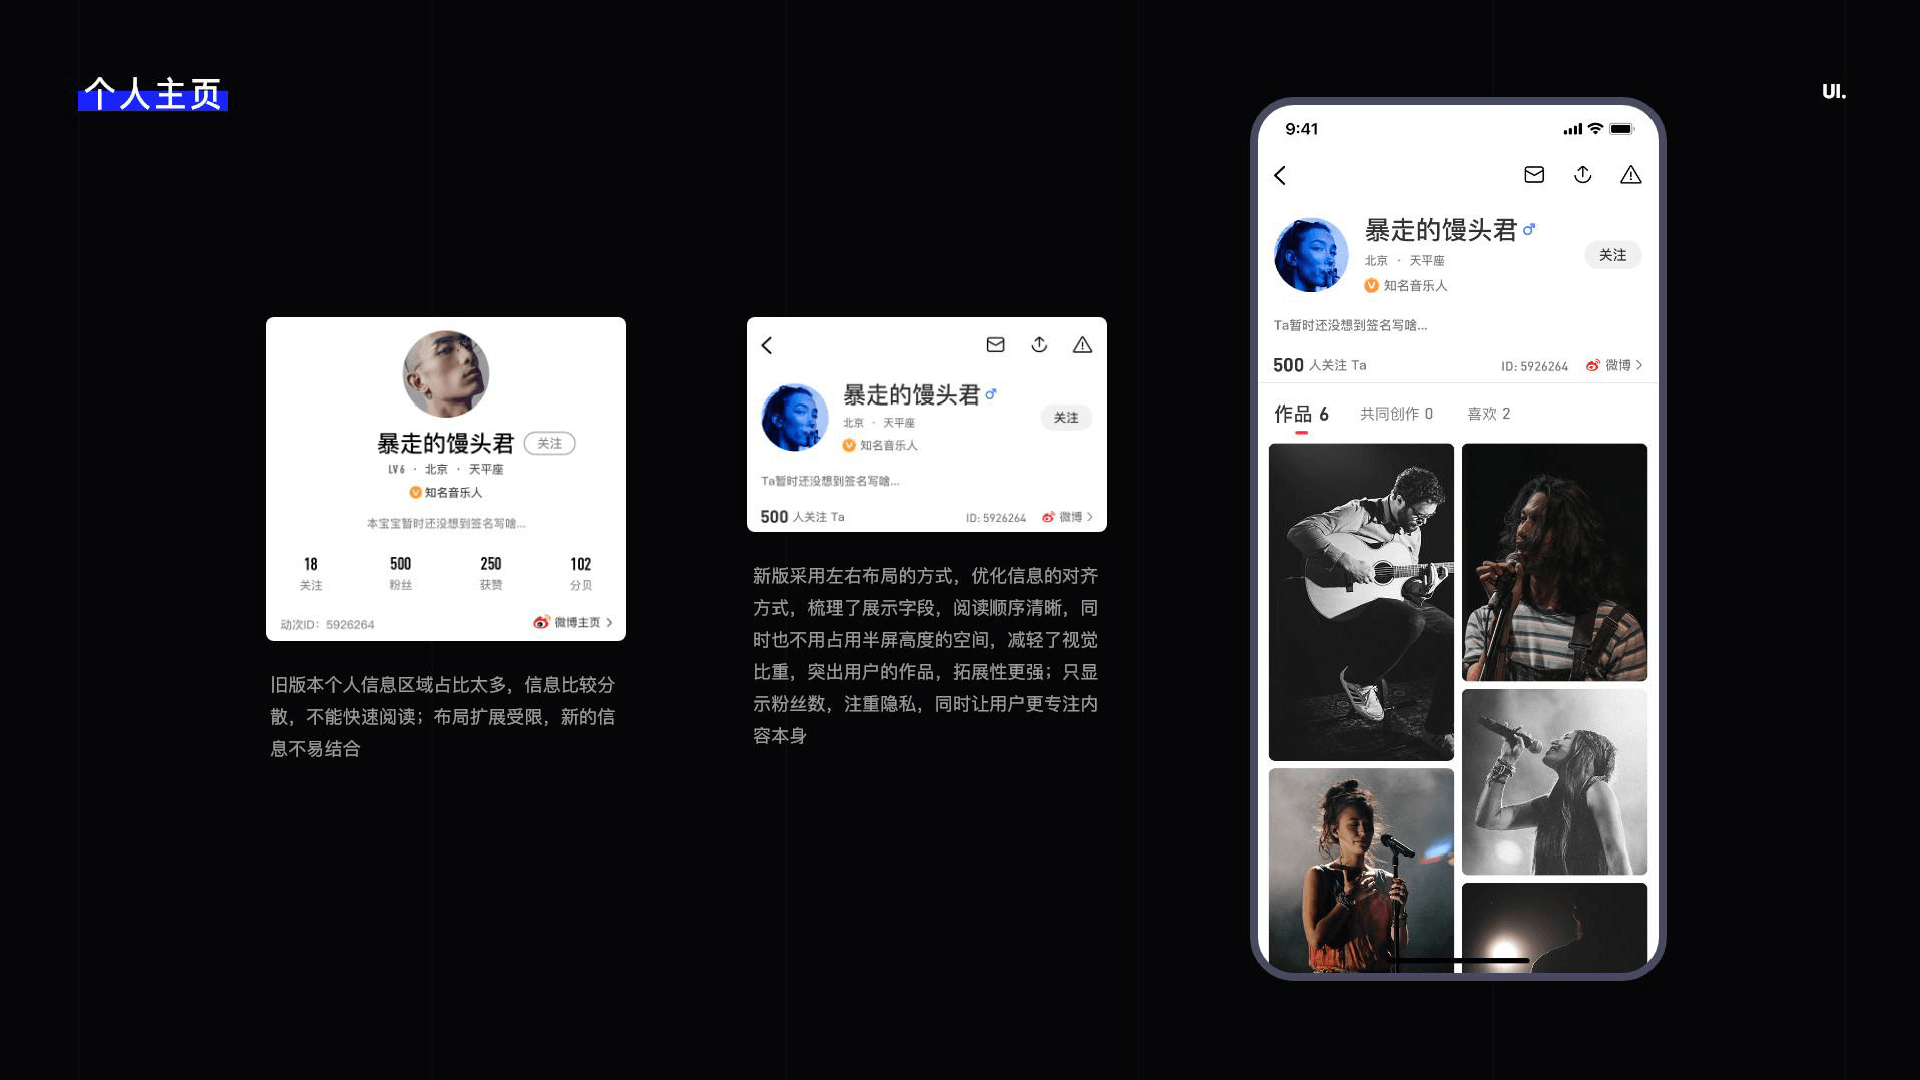 个人主页
UI.
暴走的馒头君 关注
LV6 · 北京 · 天平座
知名音乐人
本宝宝暂时还没想到签名写啥...
18 500 250 102
关注 粉丝 获赞 分贝
动次ID: 5926264 微博主页
旧版本个人信息区域占比太多，信息比较分
散，不能快速阅读；布局扩展受限，新的信
息不易结合
暴走的馒头君
北京 · 天平座
关注
知名音乐人
Ta暂时还没想到签名写啥...
500 人关注 Ta ID: 5926264 微博
新版采用左右布局的方式，优化信息的对齐
方式，梳理了展示字段，阅读顺序清晰，同
时也不用占用半屏高度的空间，减轻了视觉
比重，突出用户的作品，拓展性更强；只显
示粉丝数，注重隐私，同时让用户更专注内
容本身
9:41
暴走的馒头君
北京 · 天平座
关注
知名音乐人
Ta暂时还没想到签名写啥...
500 人关注 Ta ID: 5926264 微博
作品 6 共同创作 0 喜欢 2